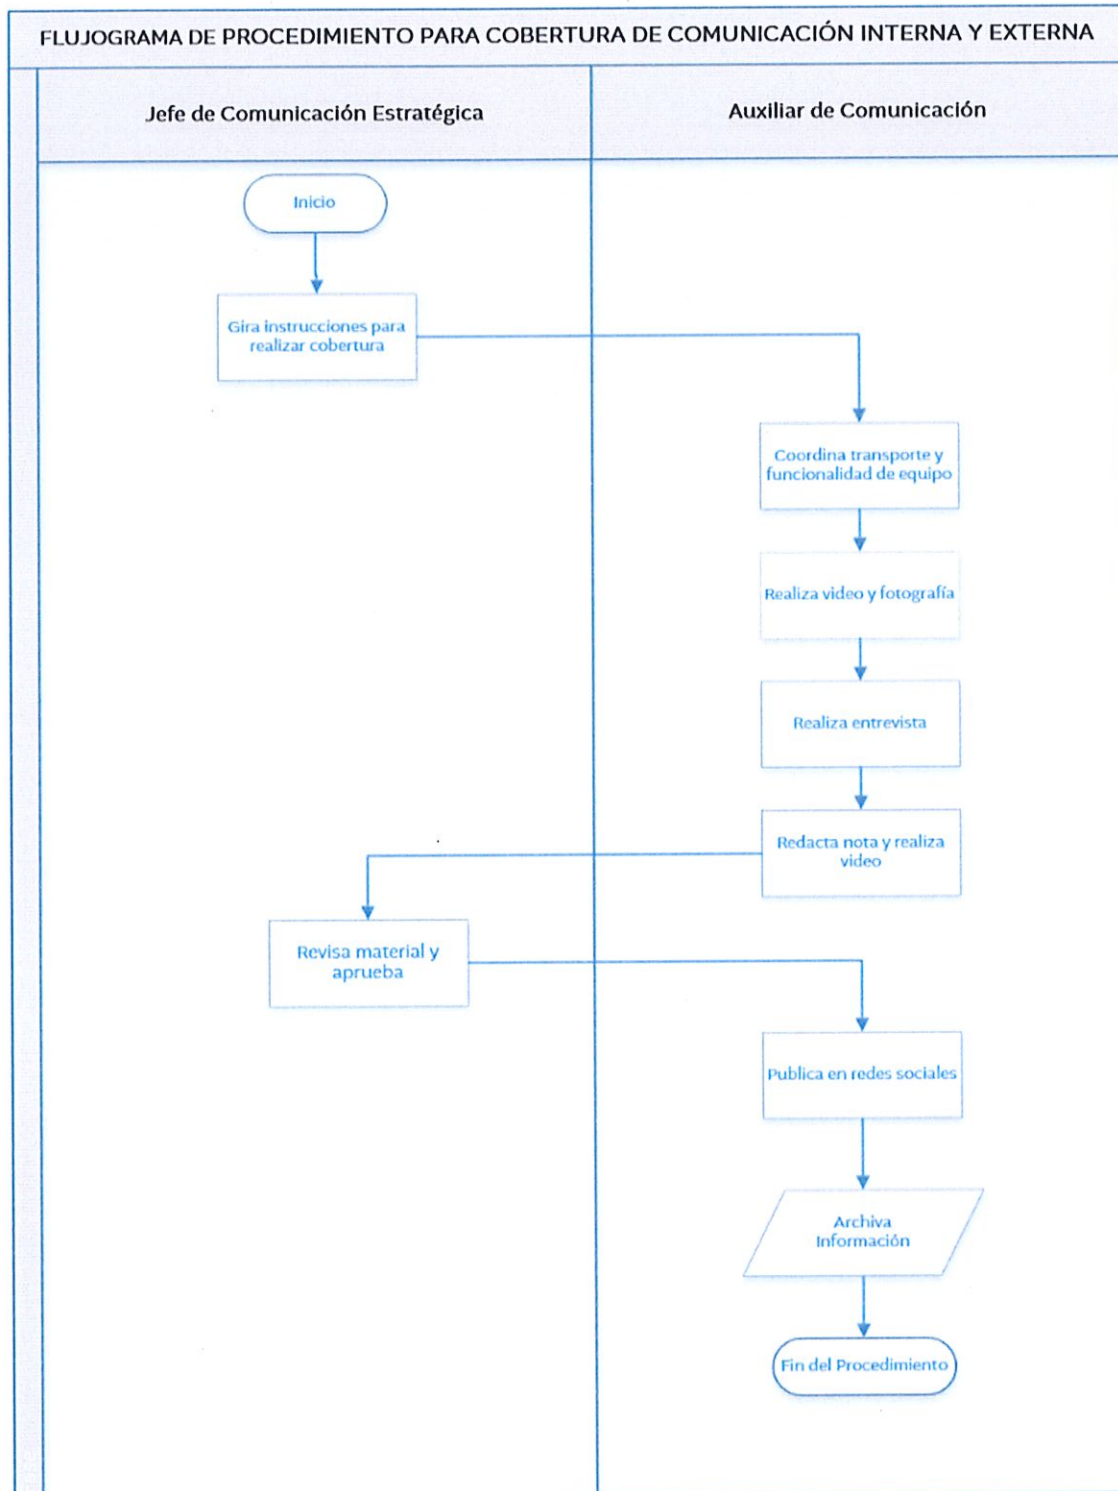 FLUJOGRAMA DE PROCEDIMIENTO PARA COBERTURA DE COMUNICACIÓN INTERNA Y EXTERNA
Jefe de Comunicación Estratégica
Auxiliar de Comunicación
Inicio
Gira instrucciones para
realizar cobertura
Coordina transporte y
funcionalidad de equipo
Realiza video y fotografía
Realiza entrevista
Redacta nota y realiza
video
Revisa material y
aprueba
Publica en redes sociales
Archiva
Información
Fin del Procedimiento